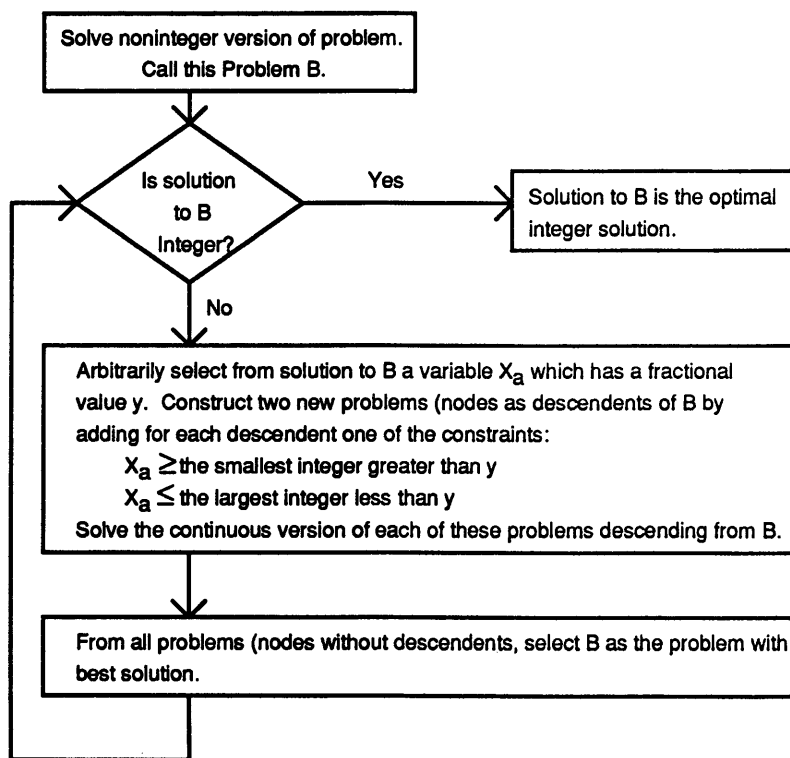 Solve noninteger version of problem.
Call this Problem B.
Is solution
to B
Integer?
Yes
Solution to B is the optimal
integer solution.
No
Arbitrarily select from solution to B a variable Xa which has a fractional
value y. Construct two new problems (nodes as descendents of B by
adding for each descendent one of the constraints:
Xa ≥ the smallest integer greater than y
Xa ≤ the largest integer less than y
Solve the continuous version of each of these problems descending from B.
From all problems (nodes without descendents, select B as the problem with
best solution.